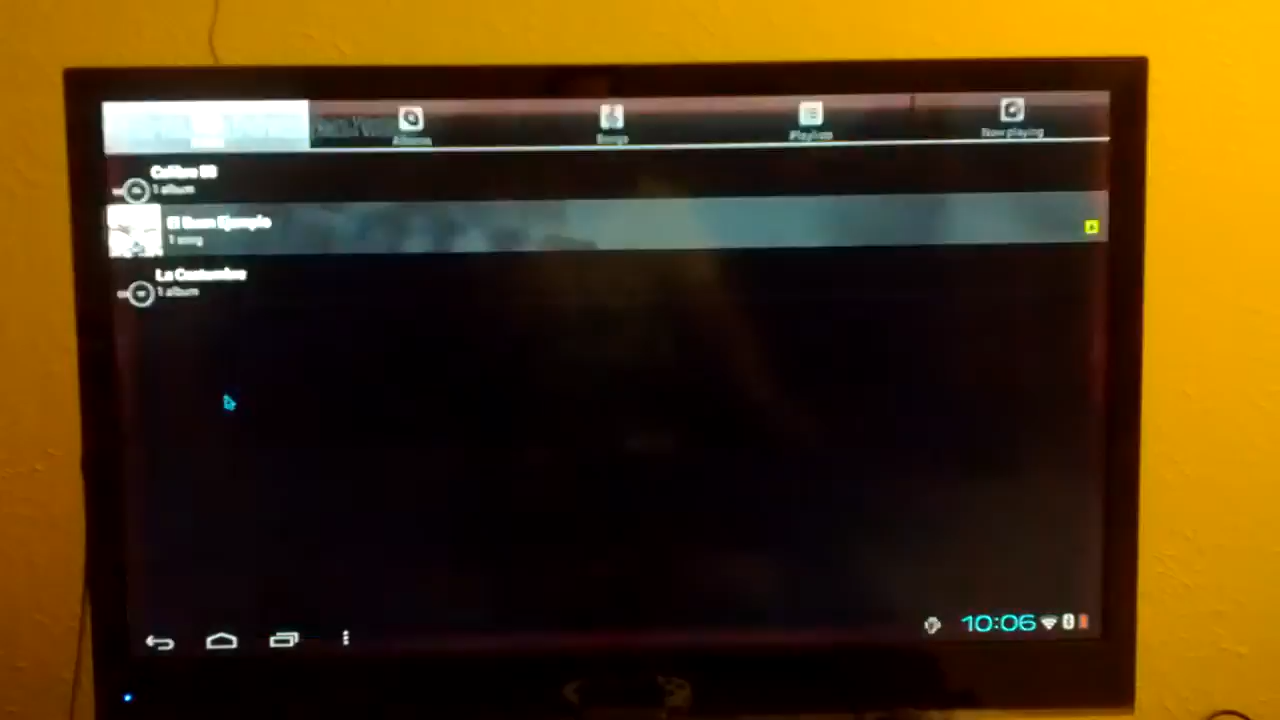 Albums
Songs
Playlists
Now playing
Calibre 50
1 album
El Buen Ejemplo
1 song
La Costumbre
1 album
10:06